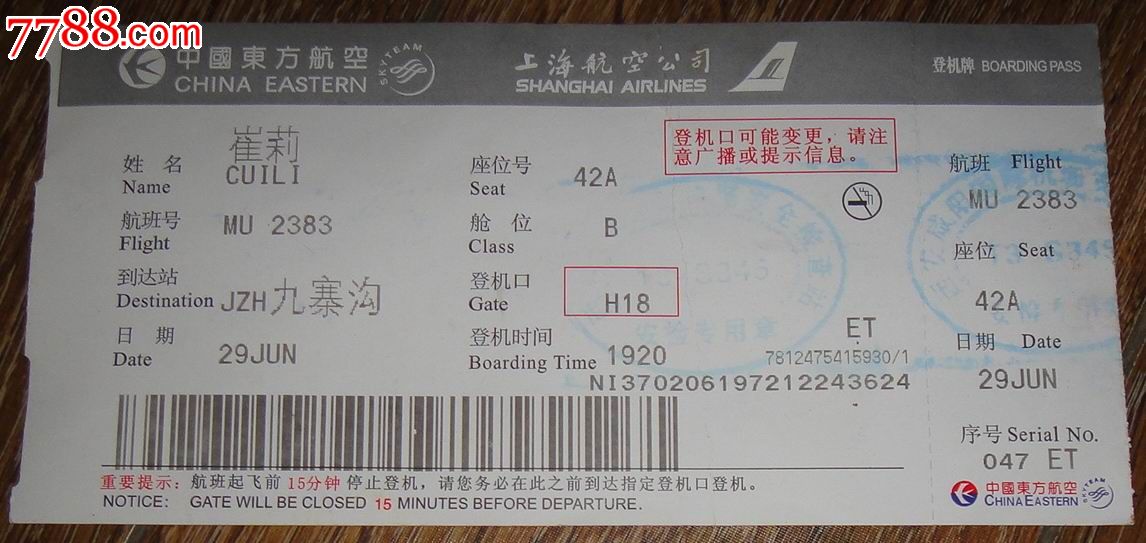 7788.com
中國東方航空
CHINA EASTERN
SKYTEAM
上海航空公司
SHANGHAI AIRLINES
登机牌 BOARDING PASS
登机口可能变更，请注
意广播或提示信息。
姓 名 崔莉
Name CUILI
座位号
Seat 42A
航班 Flight
MU 2383
航班号
Flight MU 2383
舱 位
Class B
座位 Seat
42A
到达站
Destination JZH九寨沟
登机口
Gate H18
日 期
Date 29JUN
登机时间
Boarding Time 1920
ET
7812475415930/1
日期 Date
29JUN
NI370206197212243624
安检专用章
序号 Serial No.
047 ET
重要提示：航班起飞前15分钟 停止登机，请您务必在此之前到达指定登机口登机。
NOTICE: GATE WILL BE CLOSED 15 MINUTES BEFORE DEPARTURE.
中國東方航空
CHINA EASTERN
SKYTEAM